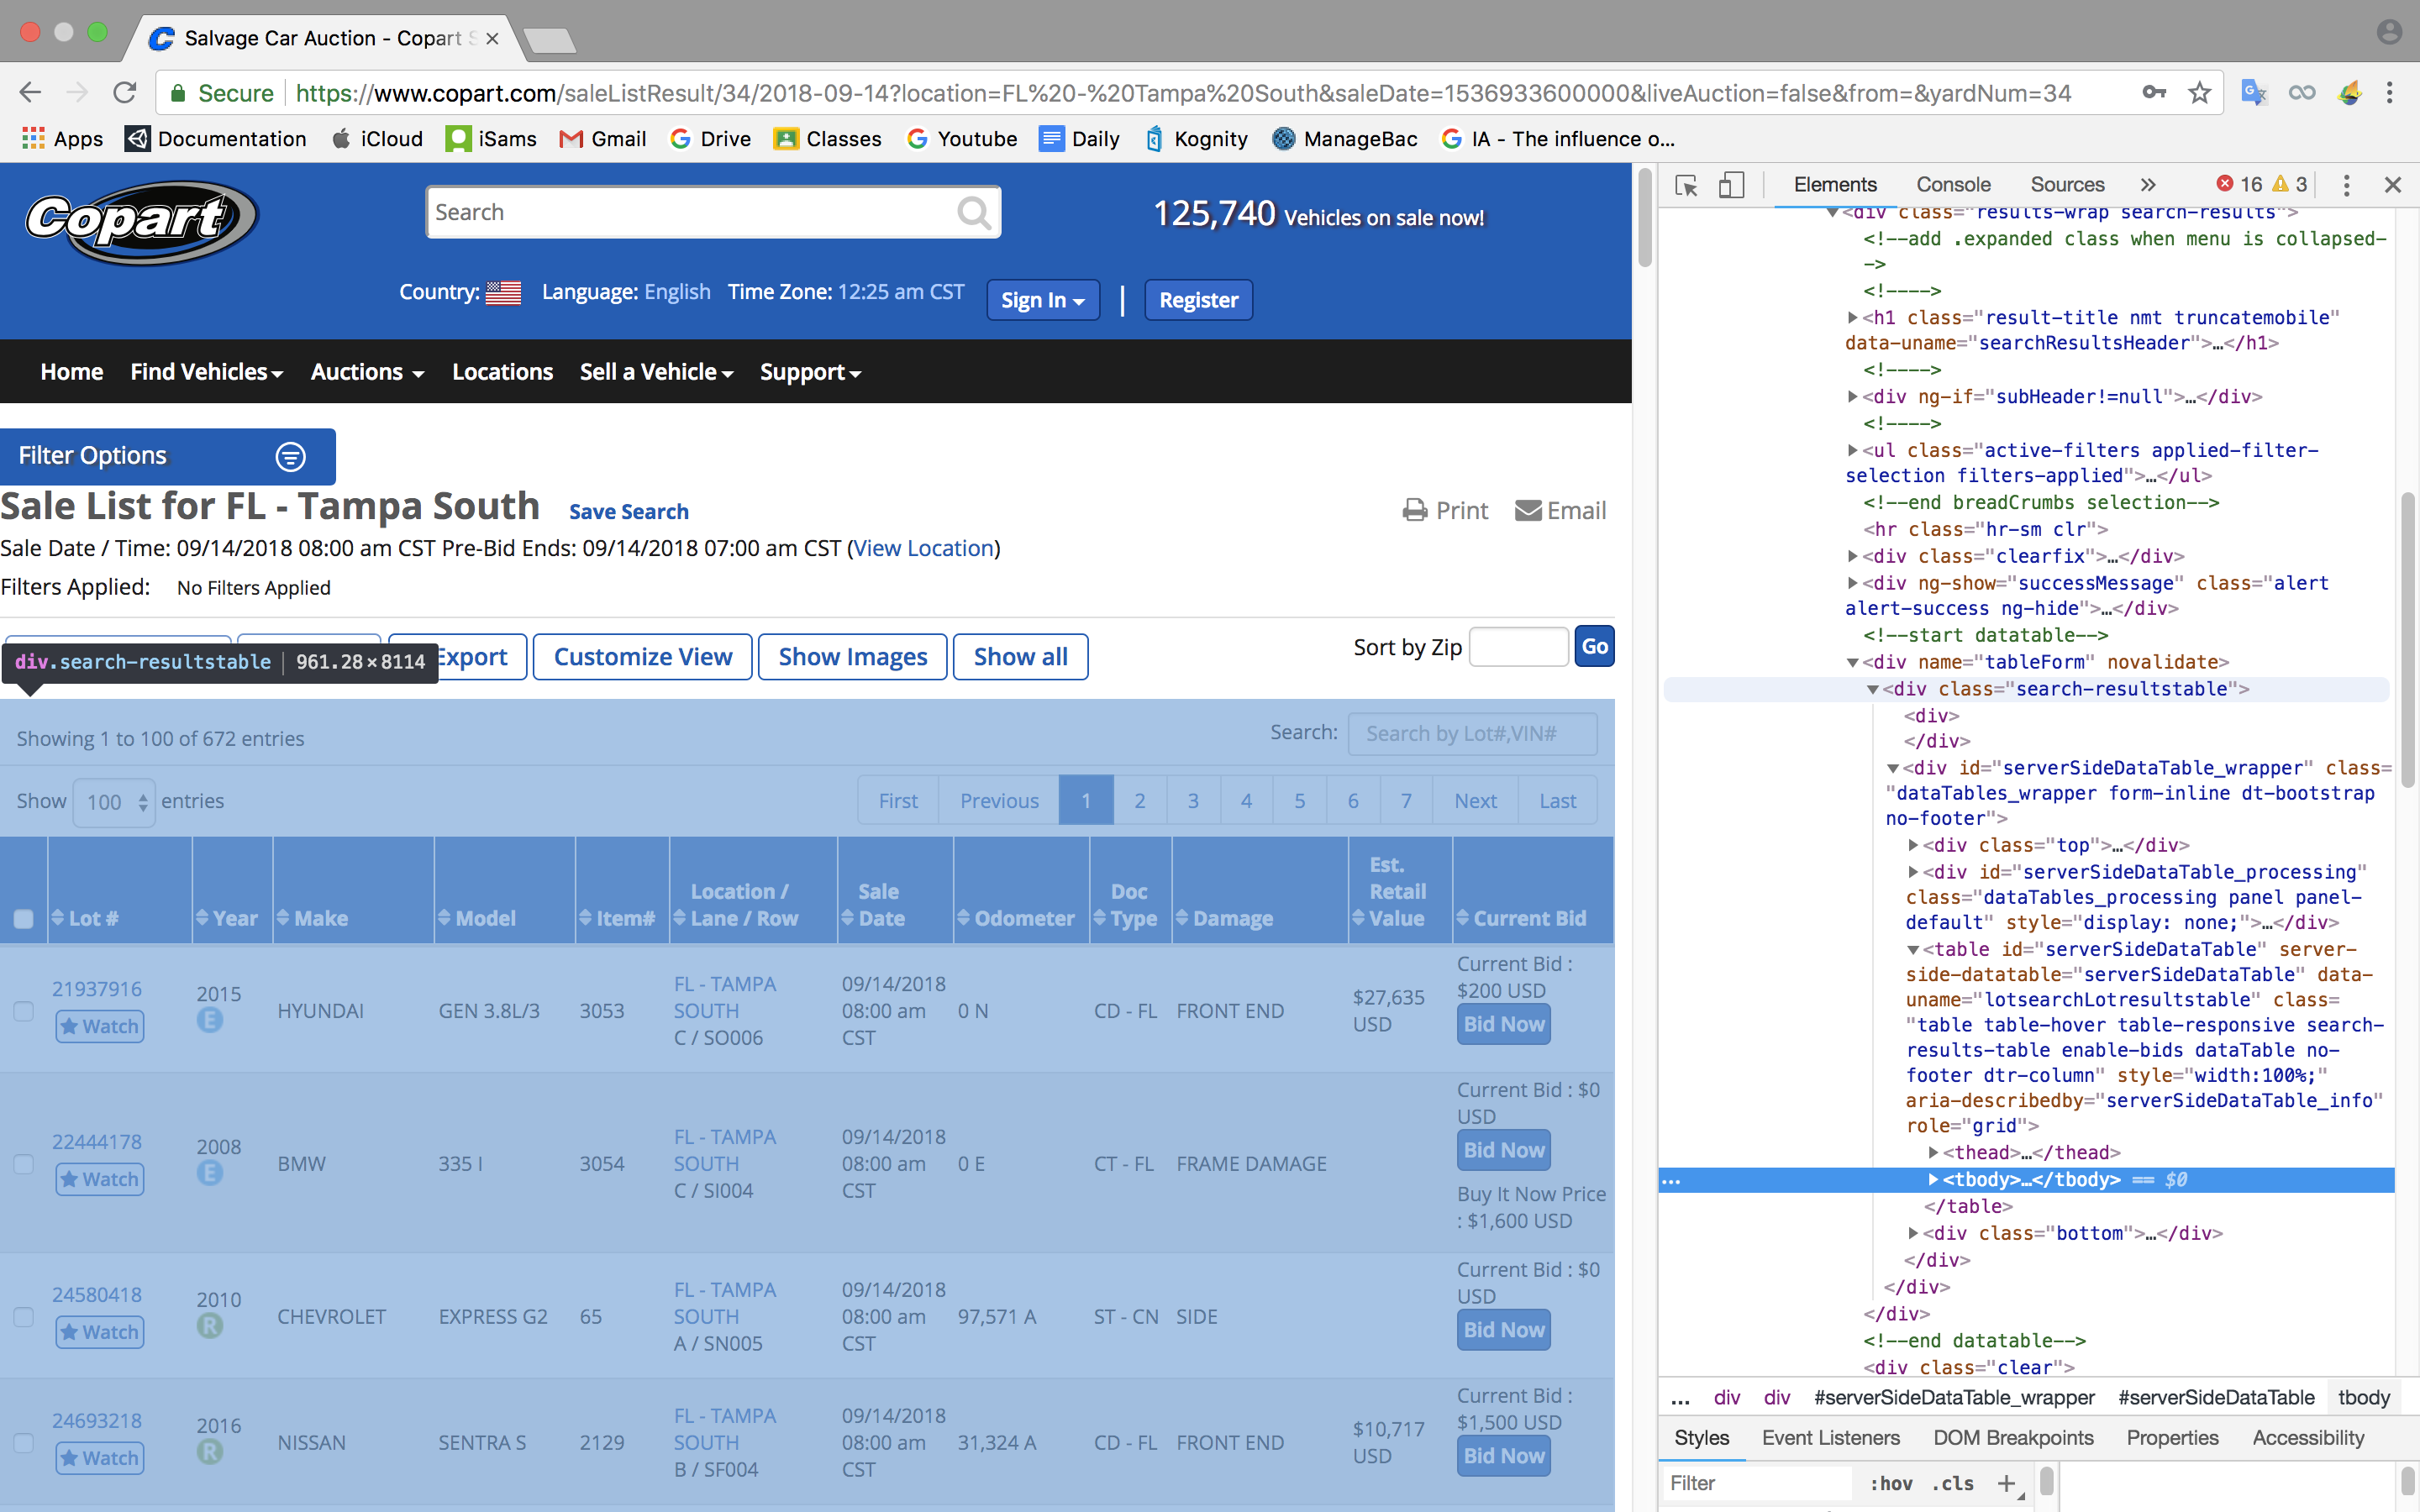 Salvage Car Auction - Copart
Secure https://www.copart.com/saleListResult/34/2018-09-14?location=FL%20-%20Tampa%20South&saleDate=1536933600000&liveAuction=false&from=&yardNum=34
Apps Documentation iCloud iSams Gmail Drive Classes Youtube Daily Kognity ManageBac IA - The influence o...
Copart
Search
125,740 Vehicles on sale now!
Country: Language: English Time Zone: 12:25 am CST Sign In | Register
Home Find Vehicles Auctions Locations Sell a Vehicle Support
Filter Options
Sale List for FL - Tampa South Save Search Print Email
Sale Date / Time: 09/14/2018 08:00 am CST Pre-Bid Ends: 09/14/2018 07:00 am CST (View Location)
Filters Applied: No Filters Applied
Export Customize View Show Images Show all Sort by Zip Go
div.search-resultstable | 961.28×8114
Showing 1 to 100 of 672 entries Search: Search by Lot#,VIN#
Show 100 entries First Previous 1 2 3 4 5 6 7 Next Last
Lot # Year Make Model Item# Location / Lane / Row Sale Date Odometer Doc Type Damage Est. Retail Value Current Bid
21937916 Watch 2015 E HYUNDAI GEN 3.8L/3 3053 FL - TAMPA SOUTH C / SO006 09/14/2018 08:00 am CST 0 N CD - FL FRONT END $27,635 USD Current Bid : $200 USD Bid Now
22444178 Watch 2008 E BMW 335 I 3054 FL - TAMPA SOUTH C / SI004 09/14/2018 08:00 am CST 0 E CT - FL FRAME DAMAGE Current Bid : $0 USD Bid Now Buy It Now Price : $1,600 USD
24580418 Watch 2010 R CHEVROLET EXPRESS G2 65 FL - TAMPA SOUTH A / SN005 09/14/2018 08:00 am CST 97,571 A ST - CN SIDE Current Bid : $0 USD Bid Now
24693218 Watch 2016 R NISSAN SENTRA S 2129 FL - TAMPA SOUTH B / SF004 09/14/2018 08:00 am CST 31,324 A CD - FL FRONT END $10,717 USD Current Bid : $1,500 USD Bid Now
Elements Console Sources » 16 3
<div class="results-wrap search-results">
<!--add .expanded class when menu is collapsed-
->
<!---->
<h1 class="result-title nmt truncatemobile"
data-uname="searchResultsHeader">…</h1>
<!---->
<div ng-if="subHeader!=null">…</div>
<!---->
<ul class="active-filters applied-filter-
selection filters-applied">…</ul>
<!--end breadCrumbs selection-->
<hr class="hr-sm clr">
<div class="clearfix">…</div>
<div ng-show="successMessage" class="alert
alert-success ng-hide">…</div>
<!--start datatable-->
<div name="tableForm" novalidate>
<div class="search-resultstable">
<div>
</div>
<div id="serverSideDataTable_wrapper" class=
"dataTables_wrapper form-inline dt-bootstrap
no-footer">
<div class="top">…</div>
<div id="serverSideDataTable_processing"
class="dataTables_processing panel panel-
default" style="display: none;">…</div>
<table id="serverSideDataTable" server-
side-datatable="serverSideDataTable" data-
uname="lotsearchLotresultstable" class=
"table table-hover table-responsive search-
results-table enable-bids dataTable no-
footer dtr-column" style="width:100%;"
aria-describedby="serverSideDataTable_info"
role="grid">
<thead>…</thead>
... <tbody>…</tbody> == $0
</table>
<div class="bottom">…</div>
</div>
</div>
</div>
<!--end datatable-->
<div class="clear">
... div div #serverSideDataTable_wrapper #serverSideDataTable tbody
Styles Event Listeners DOM Breakpoints Properties Accessibility
Filter :hov .cls +